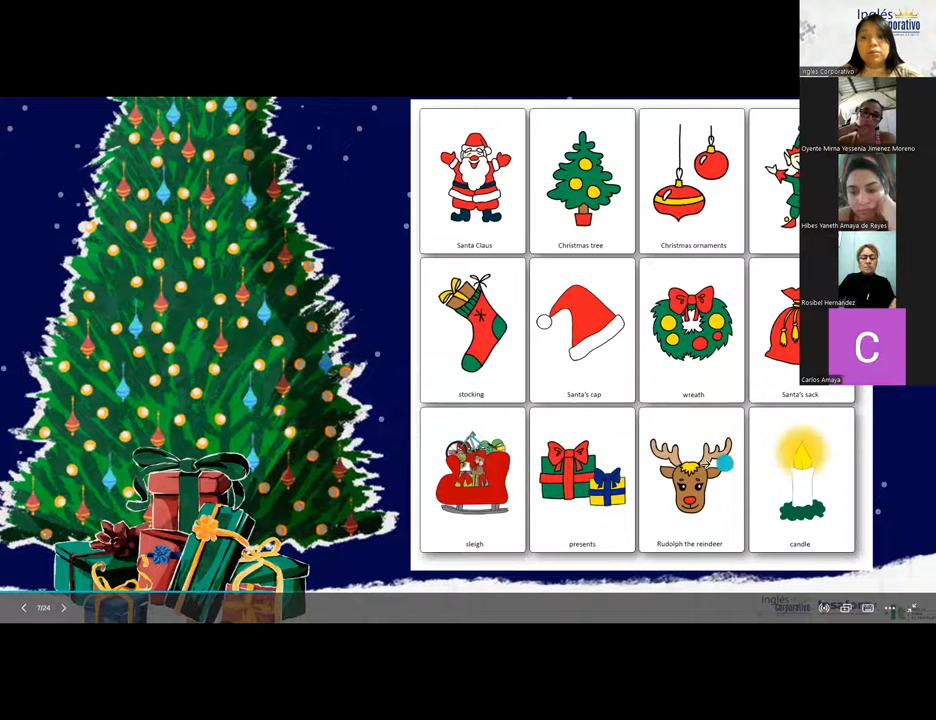 Inglés
Corporativo
Ingles Corporativo
Oyente Mirna Yessenia Jimenez Moreno
Hibes Yaneth Amaya de Reyes
Rosibel Hernández
C
Carlos Amaya
Santa Claus
Christmas tree
Christmas ornaments
stocking
Santa's cap
wreath
Santa's sack
sleigh
presents
Rudolph the reindeer
candle
7/24
Inglés
Corporativo